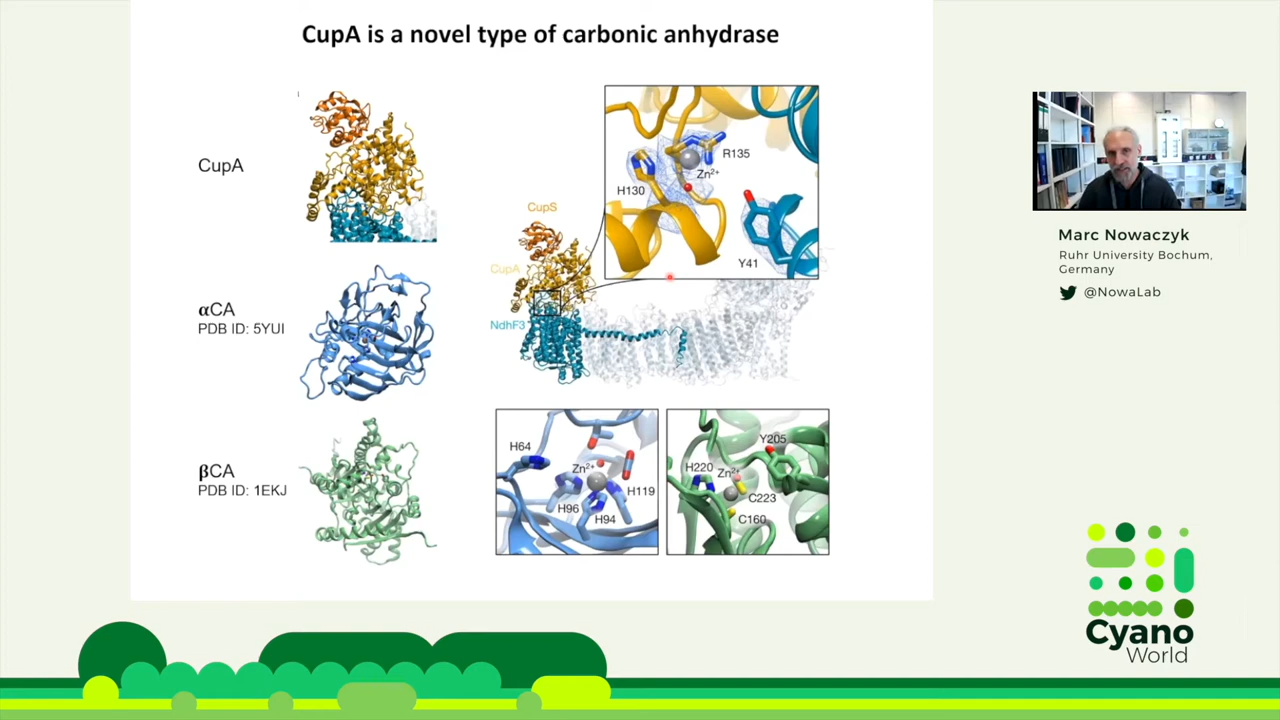 CupA is a novel type of carbonic anhydrase
CupA
αCA
PDB ID: 5YUI
βCA
PDB ID: 1EKJ
CupS
CupA
NdhF3
R135
Zn²⁺
H130
Y41
H64
Zn²⁺
H119
H96
H94
Y205
H220
Zn²⁺
C223
C160
Marc Nowaczyk
Ruhr University Bochum,
Germany
@NowaLab
Cyano
World